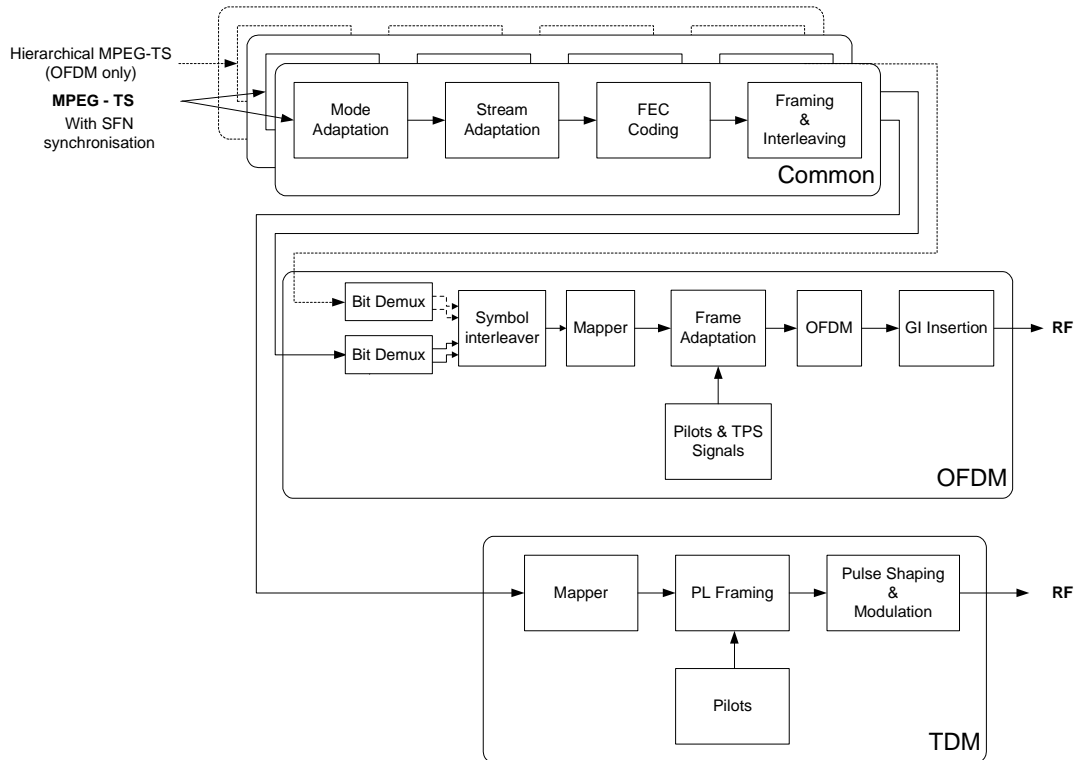 Hierarchical MPEG-TS
(OFDM only)
MPEG - TS
With SFN
synchronisation
Mode
Adaptation
Stream
Adaptation
FEC
Coding
Framing
&
Interleaving
Common
Bit Demux
Bit Demux
Symbol
interleaver
Mapper
Frame
Adaptation
OFDM
GI Insertion
RF
Pilots & TPS
Signals
OFDM
Mapper
PL Framing
Pulse Shaping
&
Modulation
RF
Pilots
TDM